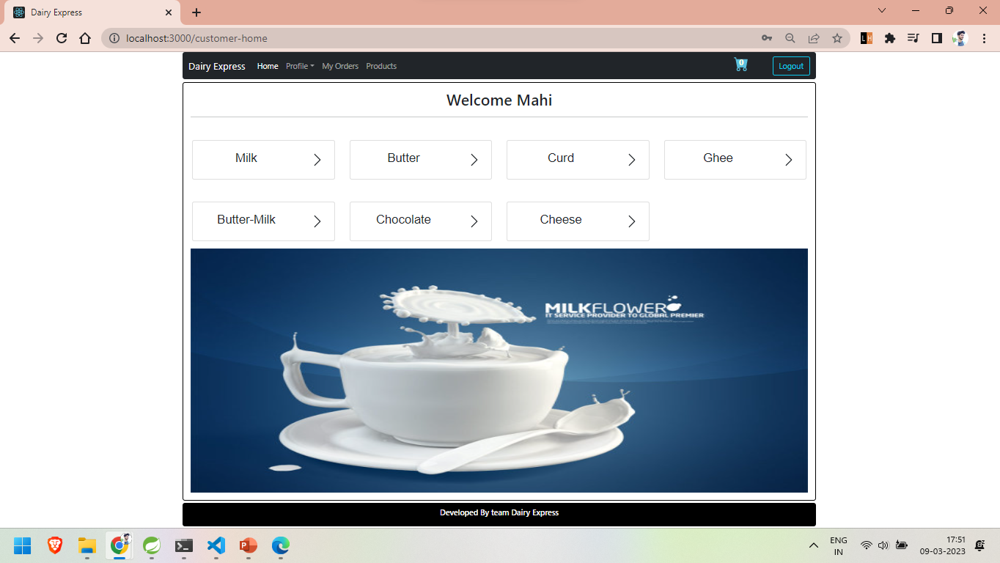 Dairy Express
localhost:3000/customer-home
L H
Dairy Express Home Profile My Orders Products 0 Logout
Welcome Mahi
Milk Butter Curd Ghee
Butter-Milk Chocolate Cheese
MILKFLOWER
IT SERVICE PROVIDER TO GLOBAL PREMIER
Developed By team Dairy Express
ENG 17:51
IN 09-03-2023